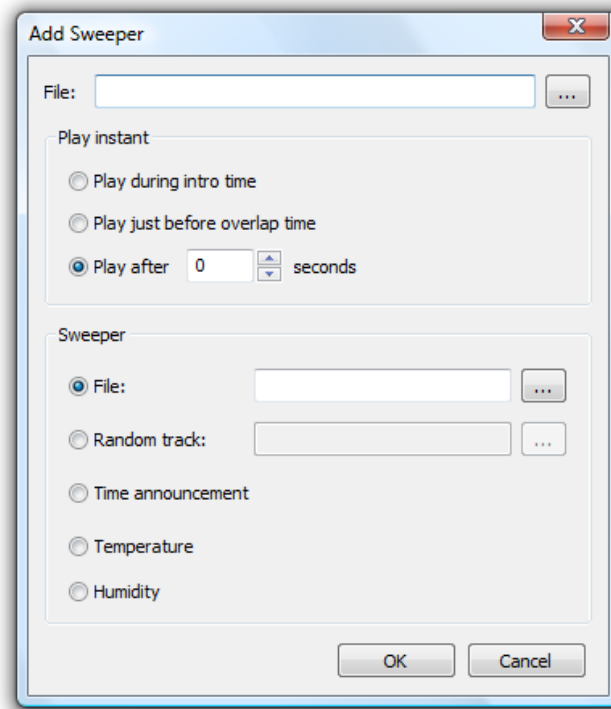 Add Sweeper
File: ...
Play instant
Play during intro time
Play just before overlap time
Play after 0 seconds
Sweeper
File: ...
Random track: ...
Time announcement
Temperature
Humidity
OK Cancel